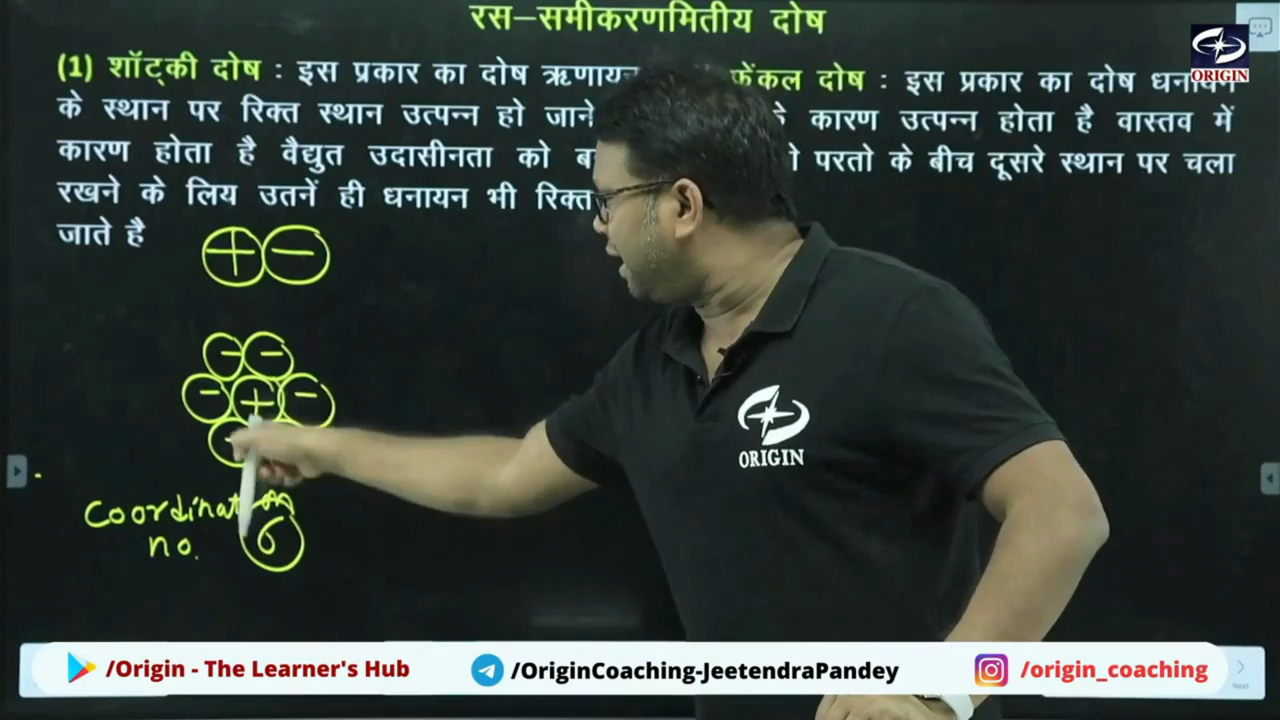 रस–समीकरणमितीय दोष
ORIGIN
(1) शॉट्की दोष : इस प्रकार का दोष
के स्थान पर रिक्त स्थान उत्पन्न हो जाने
कारण होता है वैद्युत उदासीनता को
रखने के लिय उतनें ही धनायन भी रिक्त
जाते है
फ्रेंकल दोष : इस प्रकार का दोष धनायन
के कारण उत्पन्न होता है वास्तव में
परतो के बीच दूसरे स्थान पर चला
+ −
− −
− + −
Coordination
no. 6
ORIGIN
/Origin - The Learner's Hub
/OriginCoaching-JeetendraPandey
/origin_coaching
Next